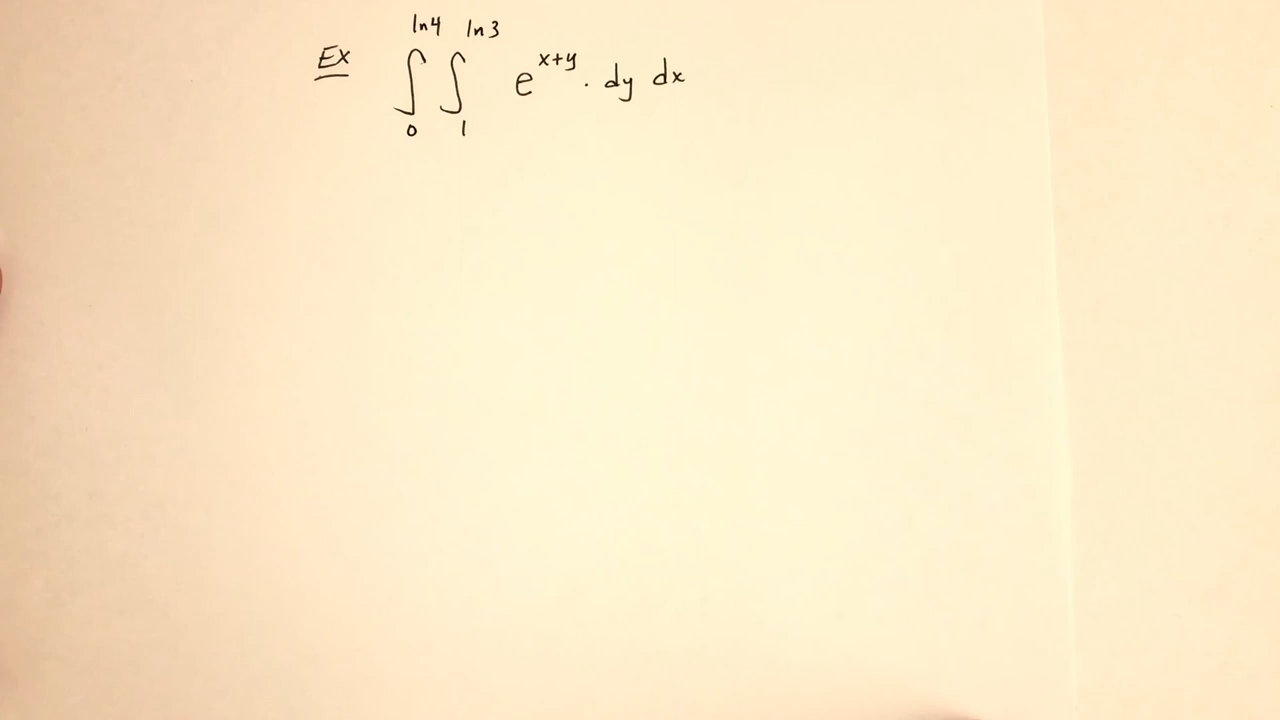 Ex ∫₀^ln4 ∫₁^ln3 e^(x+y) · dy dx